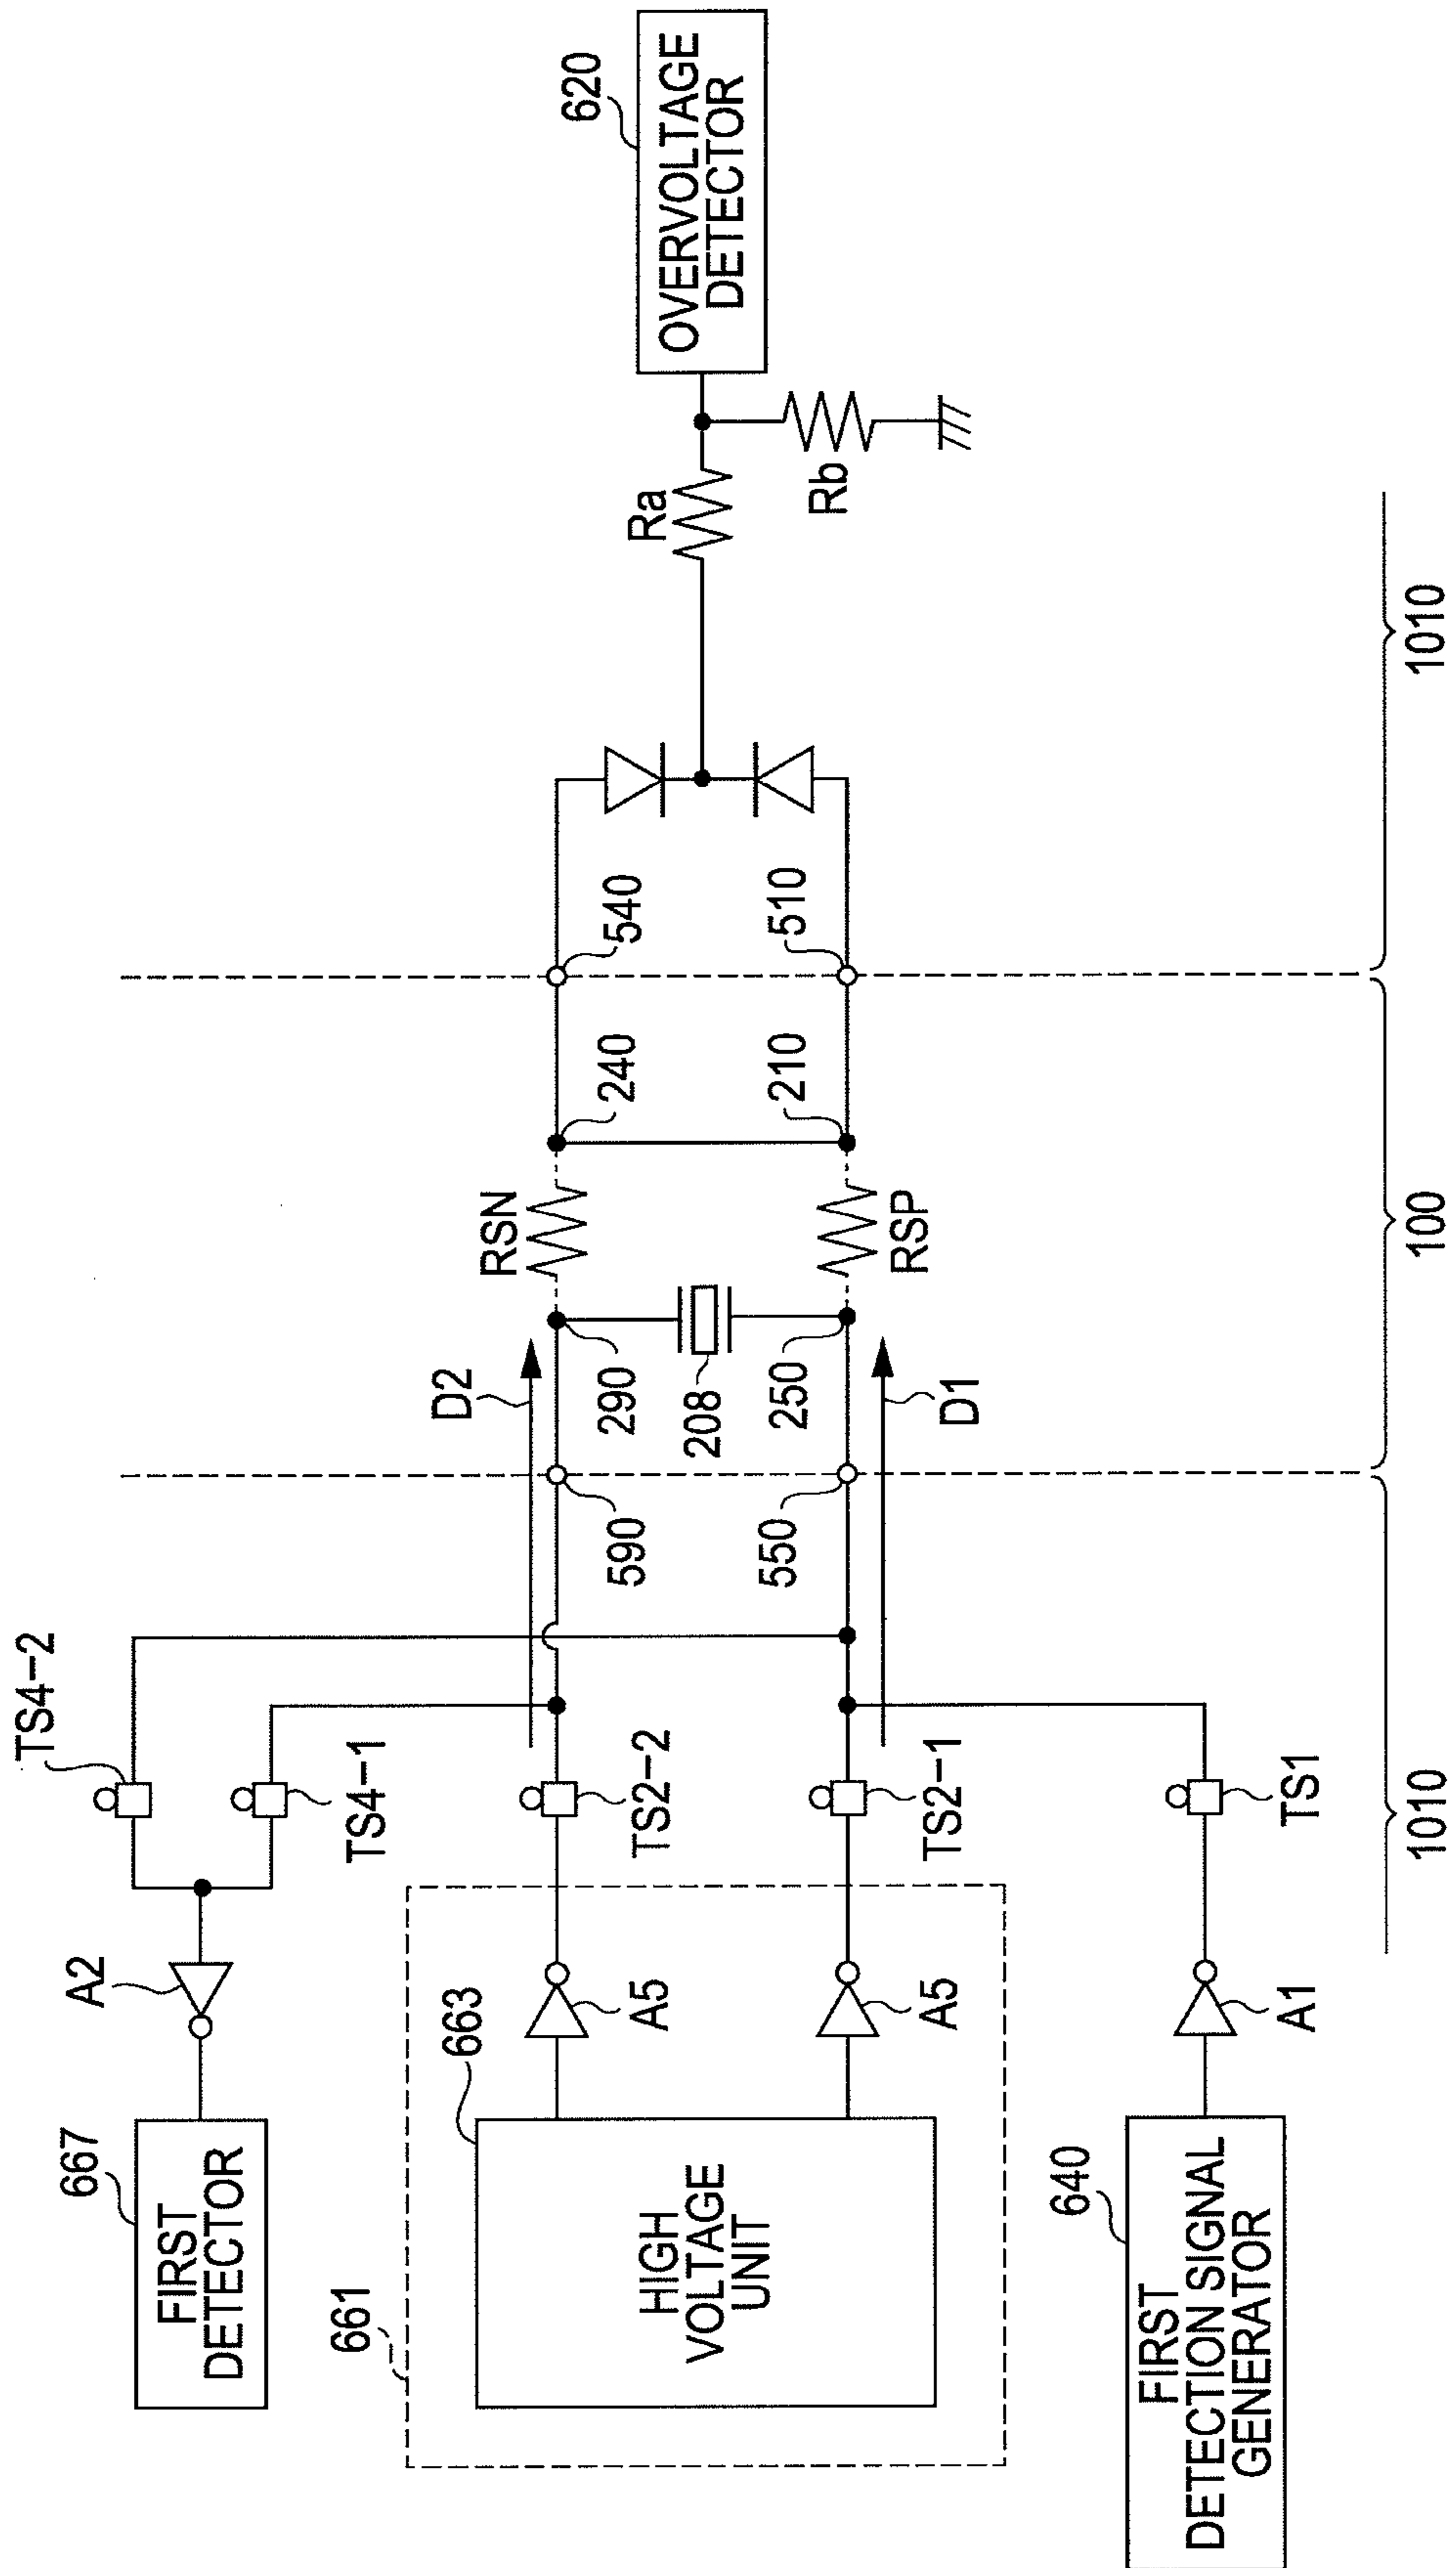 620
OVERVOLTAGE
DETECTOR
Ra
Rb
540
510
1010
240
210
RSN
RSP
100
D2
290
208
250
D1
590
550
TS4-2
TS4-1
TS2-2
TS2-1
TS1
1010
A2
A5
A5
A1
663
667
FIRST
DETECTOR
661
HIGH
VOLTAGE
UNIT
640
FIRST
DETECTION SIGNAL
GENERATOR